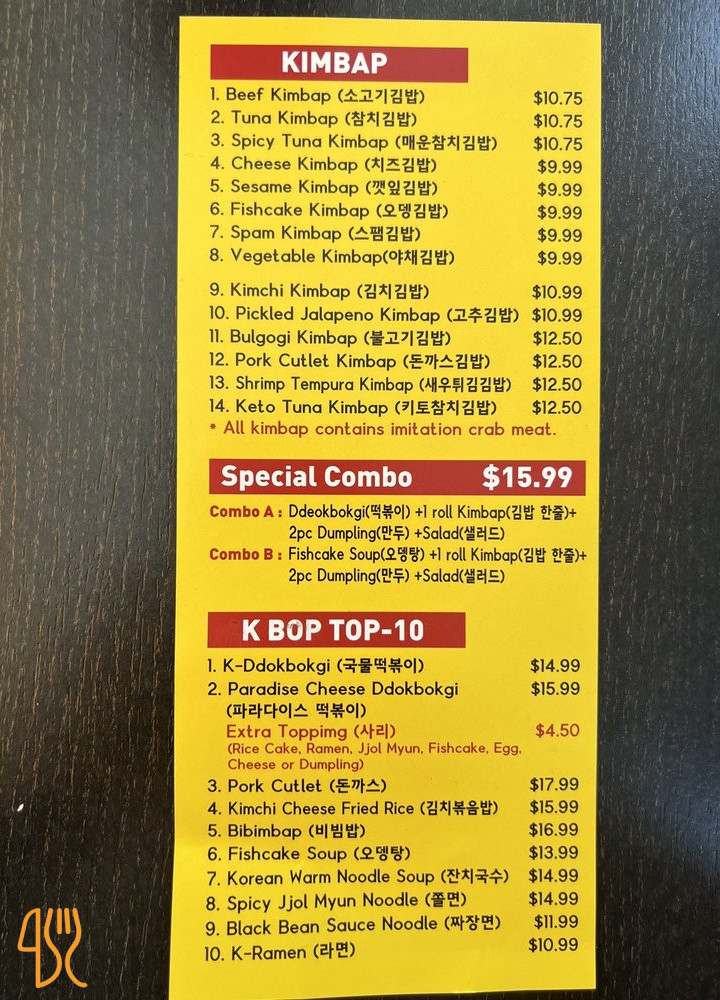 KIMBAP
1. Beef Kimbap (소고기김밥) $10.75
2. Tuna Kimbap (참치김밥) $10.75
3. Spicy Tuna Kimbap (매운참치김밥) $10.75
4. Cheese Kimbap (치즈김밥) $9.99
5. Sesame Kimbap (깻잎김밥) $9.99
6. Fishcake Kimbap (오뎅김밥) $9.99
7. Spam Kimbap (스팸김밥) $9.99
8. Vegetable Kimbap(야채김밥) $9.99
9. Kimchi Kimbap (김치김밥) $10.99
10. Pickled Jalapeno Kimbap (고추김밥) $10.99
11. Bulgogi Kimbap (불고기김밥) $12.50
12. Pork Cutlet Kimbap (돈까스김밥) $12.50
13. Shrimp Tempura Kimbap (새우튀김김밥) $12.50
14. Keto Tuna Kimbap (키토참치김밥) $12.50
* All kimbap contains imitation crab meat.
Special Combo $15.99
Combo A : Ddeokbokgi(떡볶이) +1 roll Kimbap(김밥 한줄)+
2pc Dumpling(만두) +Salad(샐러드)
Combo B : Fishcake Soup(오뎅탕) +1 roll Kimbap(김밥 한줄)+
2pc Dumpling(만두) +Salad(샐러드)
K BOP TOP-10
1. K-Ddokbokgi (국물떡볶이) $14.99
2. Paradise Cheese Ddokbokgi $15.99
(파라다이스 떡볶이)
Extra Toppimg (사리) $4.50
(Rice Cake, Ramen, Jjol Myun, Fishcake, Egg,
Cheese or Dumpling)
3. Pork Cutlet (돈까스) $17.99
4. Kimchi Cheese Fried Rice (김치볶음밥) $15.99
5. Bibimbap (비빔밥) $16.99
6. Fishcake Soup (오뎅탕) $13.99
7. Korean Warm Noodle Soup (잔치국수) $14.99
8. Spicy Jjol Myun Noodle (쫄면) $14.99
9. Black Bean Sauce Noodle (짜장면) $11.99
10. K-Ramen (라면) $10.99